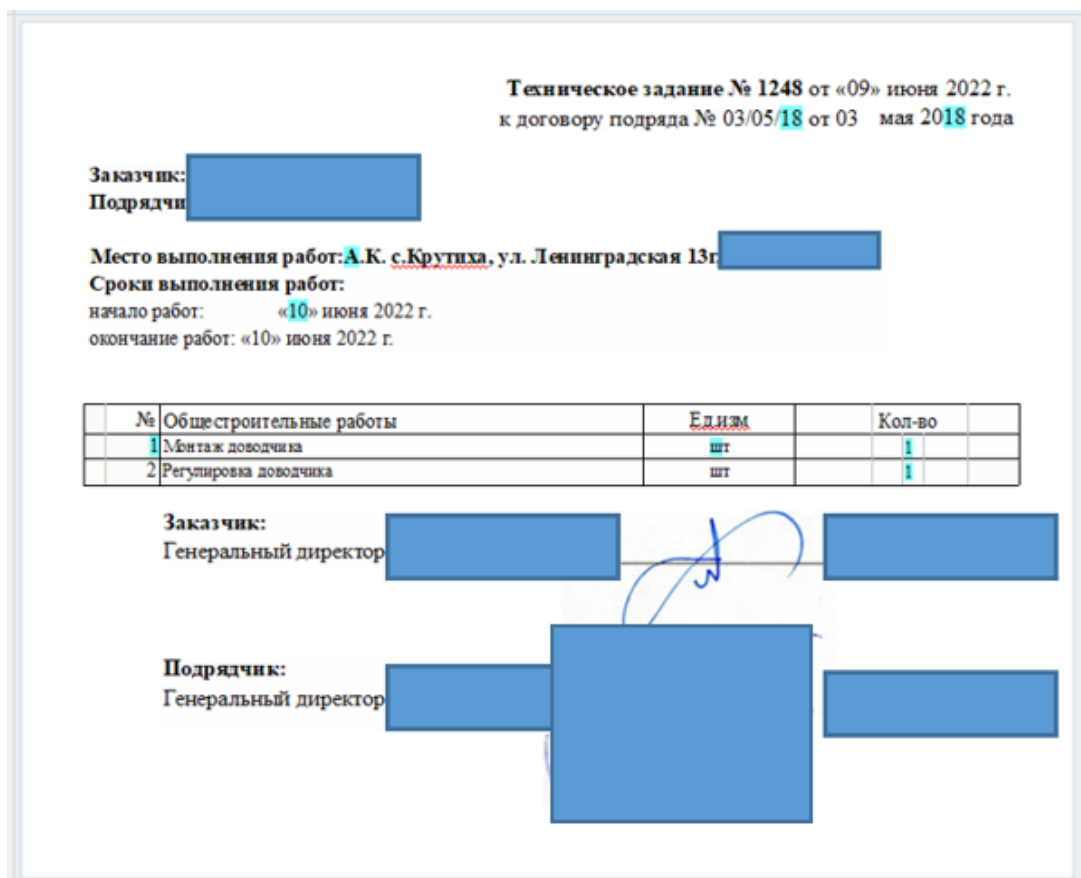 Техническое задание № 1248 от «09» июня 2022 г.
к договору подряда № 03/05/18 от 03 мая 2018 года
Заказчик:
Подрядчи
Место выполнения работ:А.К. с.Крутиха, ул. Ленинградская 13г
Сроки выполнения работ:
начало работ: «10» июня 2022 г.
окончание работ: «10» июня 2022 г.
№ Общестроительные работы Ед.изм Кол-во
1 Монтаж доводчика шт 1
2 Регулировка доводчика шт 1
Заказчик:
Генеральный директор
Подрядчик:
Генеральный директор